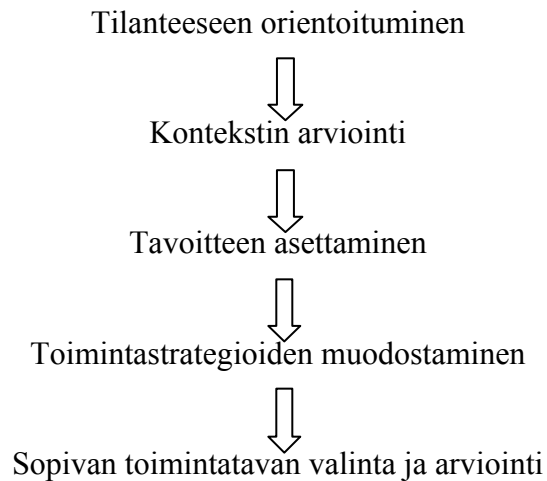 Tilanteeseen orientoituminen
Kontekstin arviointi
Tavoitteen asettaminen
Toimintastrategioiden muodostaminen
Sopivan toimintatavan valinta ja arviointi